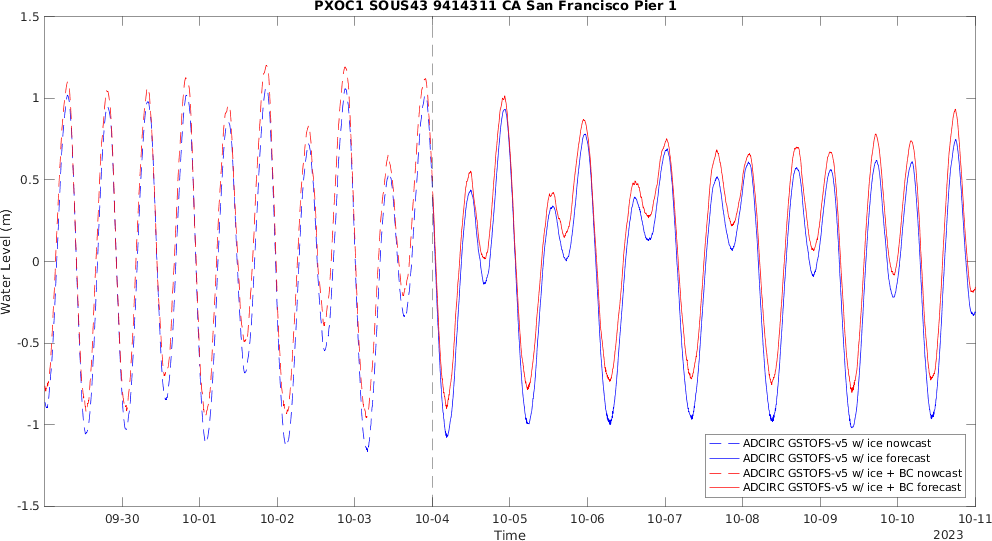 PXOC1 SOUS43 9414311 CA San Francisco Pier 1
1.5
1
0.5
0
-0.5
-1
-1.5
Water Level (m)
09-30 10-01 10-02 10-03 10-04 10-05 10-06 10-07 10-08 10-09 10-10 10-11
Time
2023
ADCIRC GSTOFS-v5 w/ ice nowcast
ADCIRC GSTOFS-v5 w/ ice forecast
ADCIRC GSTOFS-v5 w/ ice + BC nowcast
ADCIRC GSTOFS-v5 w/ ice + BC forecast